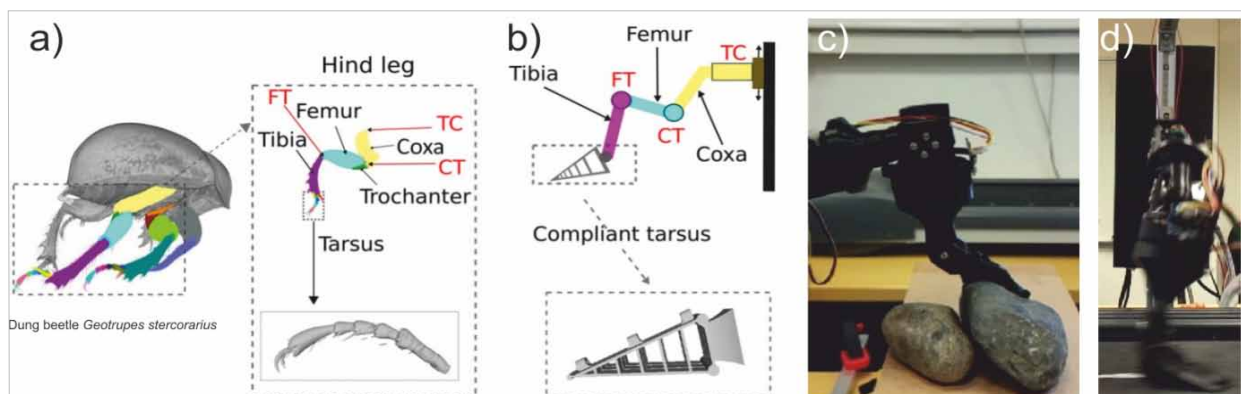 a)
Hind leg
FT
Femur
Tibia
TC
Coxa
CT
Trochanter
Tarsus
Dung beetle Geotrupes stercorarius
b)
Femur
TC
Tibia
FT
CT
Coxa
Compliant tarsus
c)
d)